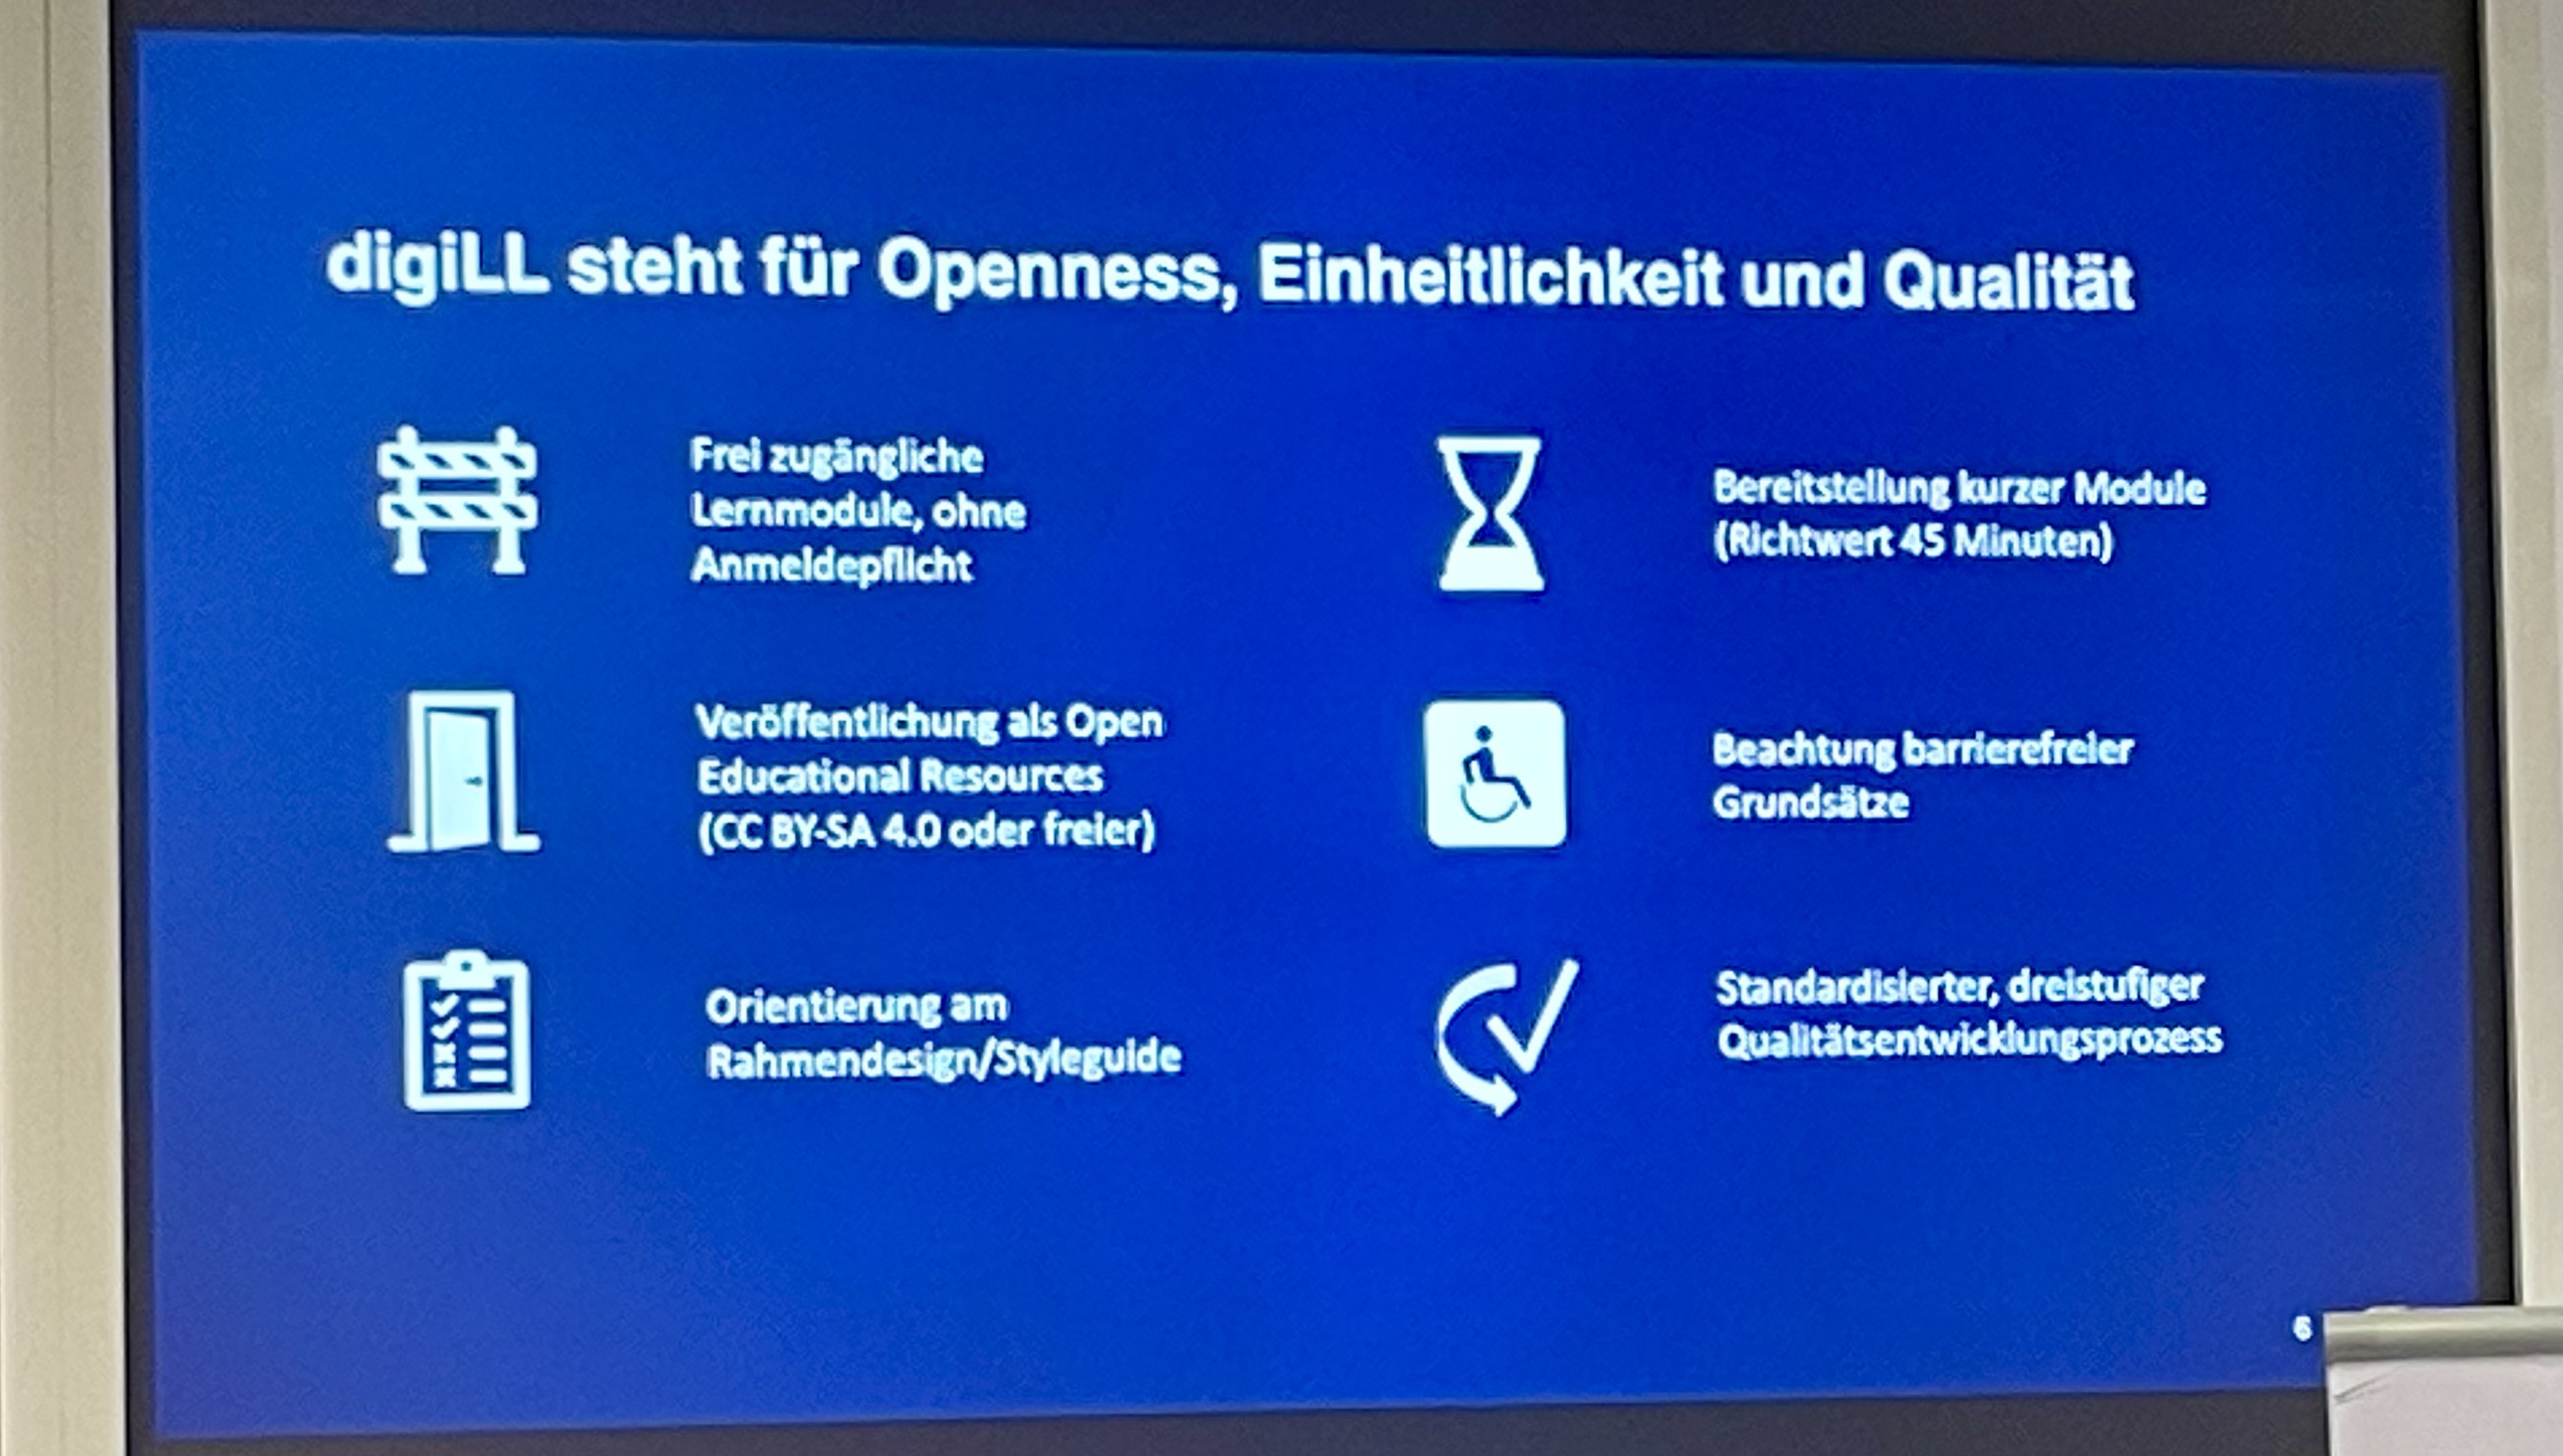 digiLL steht für Openness, Einheitlichkeit und Qualität
Frei zugängliche
Lernmodule, ohne
Anmeldepflicht
Bereitstellung kurzer Module
(Richtwert 45 Minuten)
Veröffentlichung als Open
Educational Resources
(CC BY-SA 4.0 oder freier)
Beachtung barrierefreier
Grundsätze
Orientierung am
Rahmendesign/Styleguide
Standardisierter, dreistufiger
Qualitätsentwicklungsprozess
6